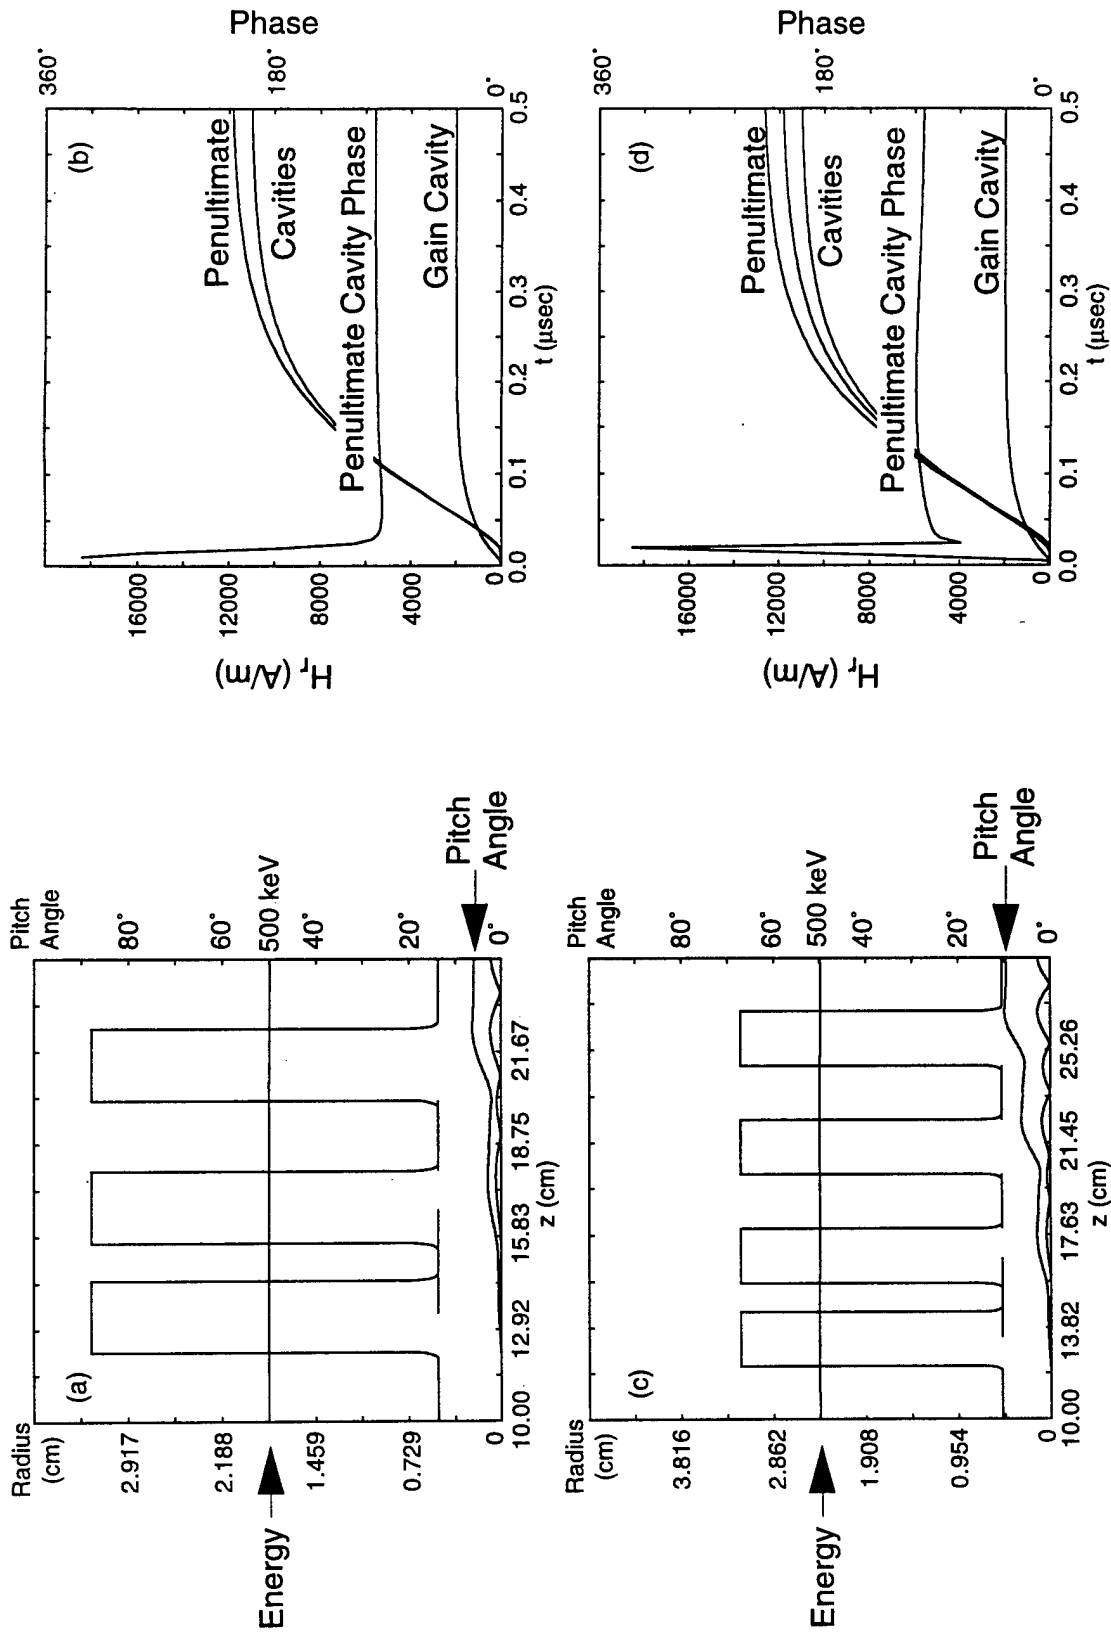 (a)
Radius
(cm)
2.917
2.188
1.459
0.729
0
Energy
Pitch
Angle
80°
60°
500 keV
40°
20°
0°
Pitch
Angle
10.00 12.92 15.83 18.75 21.67
z (cm)
(b)
16000
12000
8000
4000
0
H_r (A/m)
360°
180°
0°
Phase
Penultimate
Cavities
Penultimate Cavity Phase
Gain Cavity
0.0 0.1 0.2 0.3 0.4 0.5
t (µsec)
(c)
Radius
(cm)
3.816
2.862
1.908
0.954
0
Energy
Pitch
Angle
80°
60°
500 keV
40°
20°
0°
Pitch
Angle
10.00 13.82 17.63 21.45 25.26
z (cm)
(d)
16000
12000
8000
4000
0
H_r (A/m)
360°
180°
0°
Phase
Penultimate
Cavities
Penultimate Cavity Phase
Gain Cavity
0.0 0.1 0.2 0.3 0.4 0.5
t (µsec)